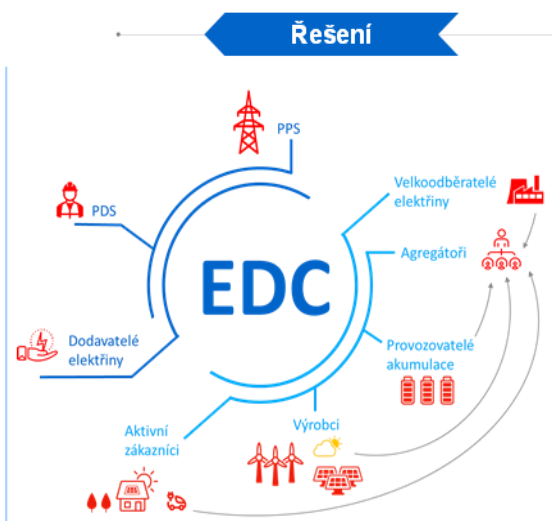 Řešení
PPS
PDS
Velkoodběratelé
elektřiny
Agregátoři
EDC
Dodavatelé
elektřiny
Provozovatelé
akumulace
Výrobci
Aktivní
zákazníci